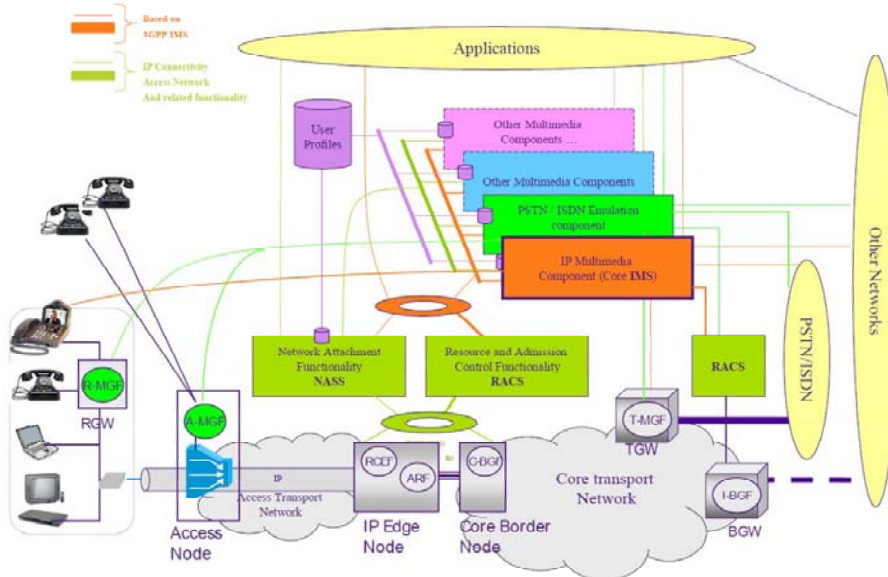 Based on
3GPP IMS
IP Connectivity
Access Network
And related functionality
Applications
User
Profiles
Other Multimedia
Components ...
Other Multimedia Components
PSTN / ISDN Emulation
component
IP Multimedia
Component (Core IMS)
Other Networks
PSTN/ISDN
Network Attachment
Functionality
NASS
Resource and Admission
Control Functionality
RACS
RACS
R-MGF
RGW
A-MGF
T-MGF
TGW
IP
Access Transport
Network
RCEF
ARF
C-BGF
Core transport
Network
I-BGF
BGW
Access
Node
IP Edge
Node
Core Border
Node